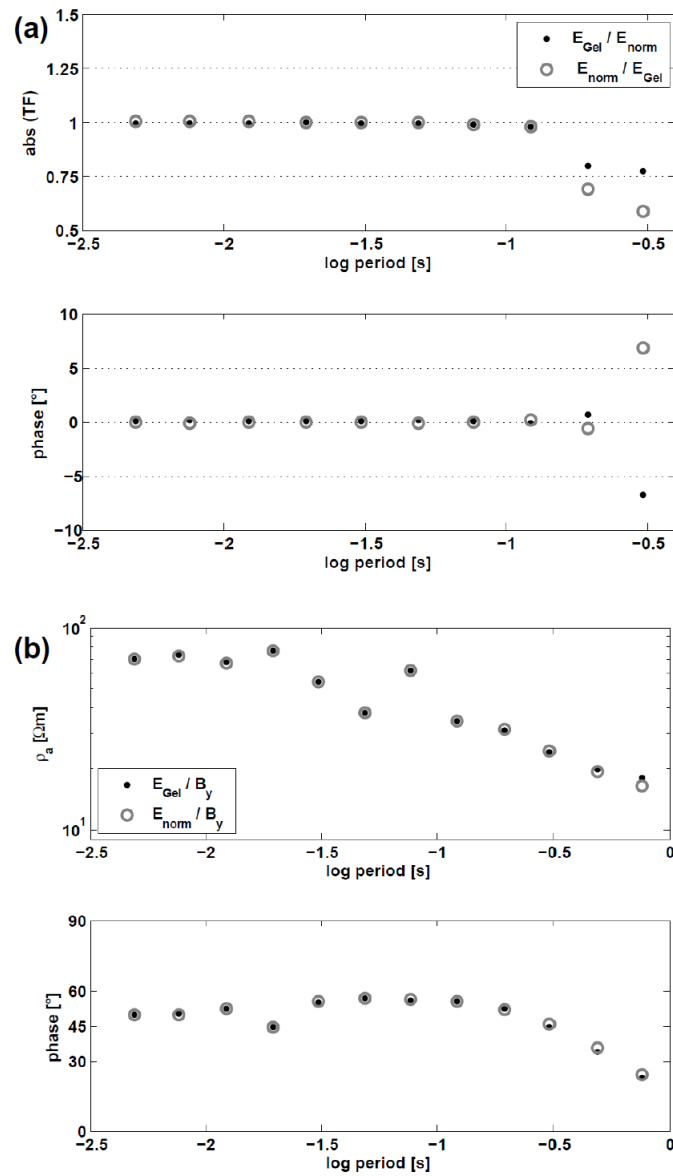 (a)
1.5
1.25
1
0.75
0.5
abs (TF)
E_Gel / E_norm
E_norm / E_Gel
−2.5 −2 −1.5 −1 −0.5
log period [s]
10
5
0
−5
−10
phase [°]
−2.5 −2 −1.5 −1 −0.5
log period [s]
(b)
10^2
10^1
ρ_a [Ωm]
E_Gel / B_y
E_norm / B_y
−2.5 −2 −1.5 −1 −0.5 0
log period [s]
90
60
45
30
0
phase [°]
−2.5 −2 −1.5 −1 −0.5 0
log period [s]